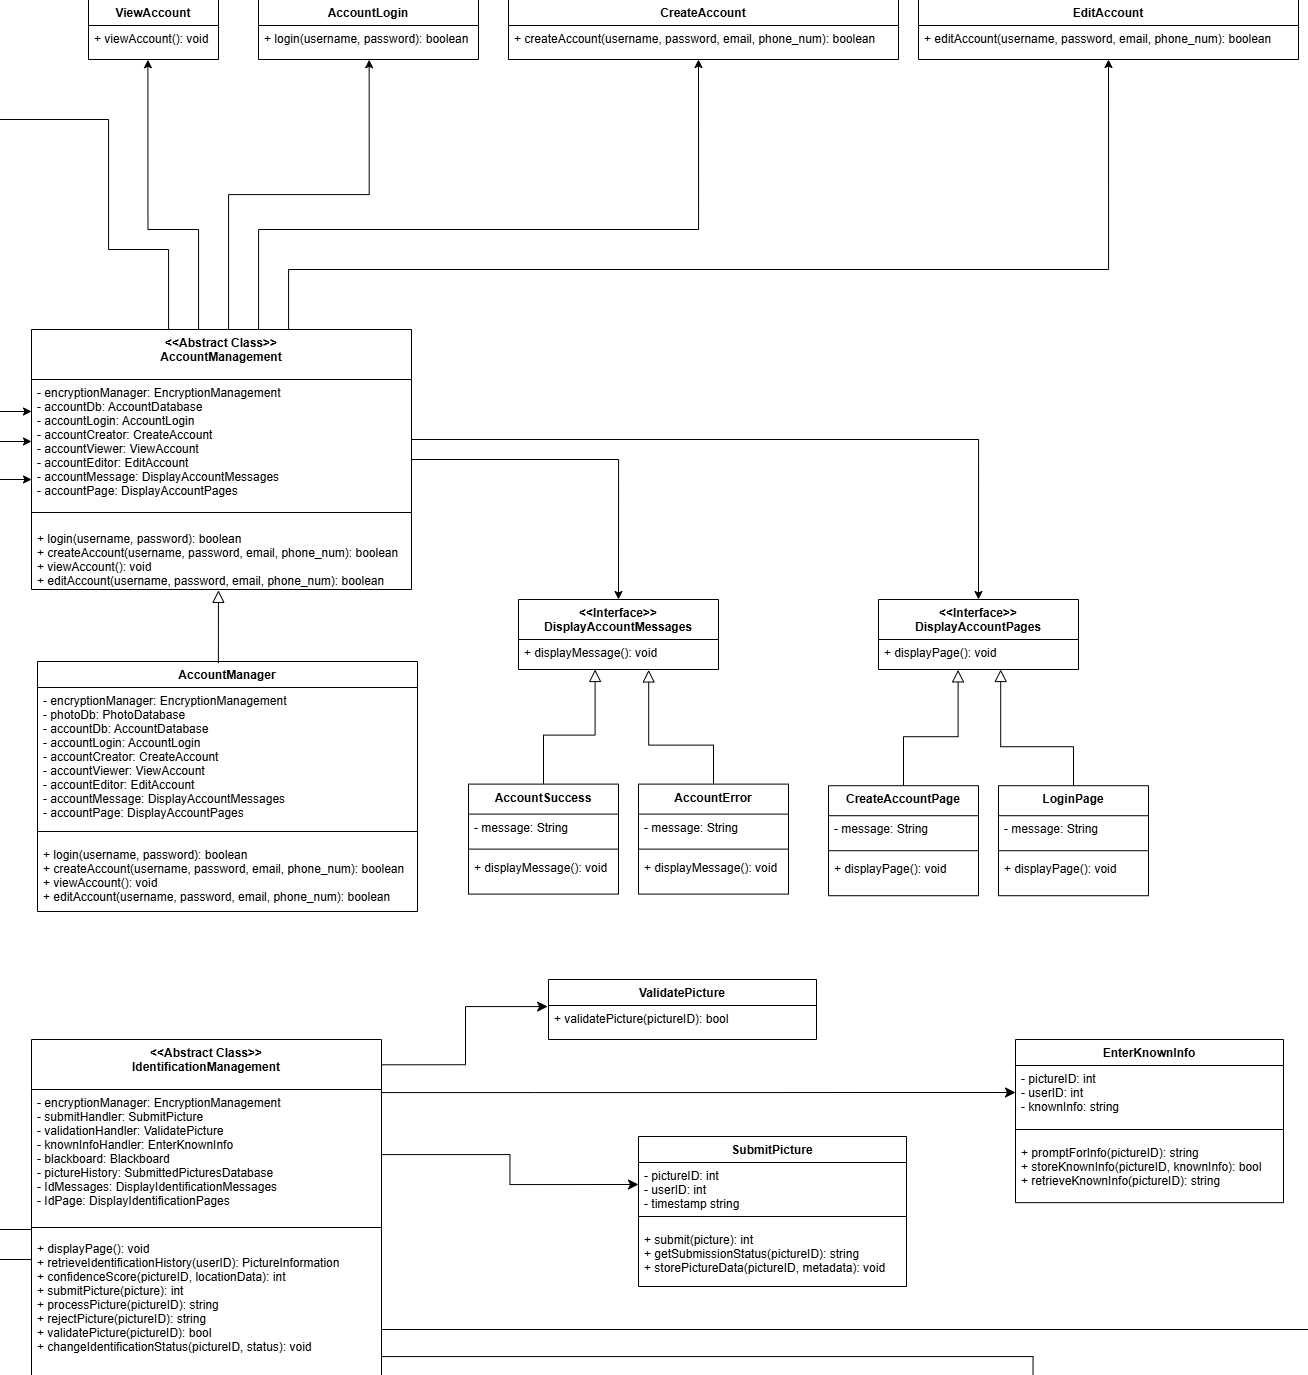 ViewAccount
+ viewAccount(): void
AccountLogin
+ login(username, password): boolean
CreateAccount
+ createAccount(username, password, email, phone_num): boolean
EditAccount
+ editAccount(username, password, email, phone_num): boolean
<<Abstract Class>>
AccountManagement
- encryptionManager: EncryptionManagement
- accountDb: AccountDatabase
- accountLogin: AccountLogin
- accountCreator: CreateAccount
- accountViewer: ViewAccount
- accountEditor: EditAccount
- accountMessage: DisplayAccountMessages
- accountPage: DisplayAccountPages
+ login(username, password): boolean
+ createAccount(username, password, email, phone_num): boolean
+ viewAccount(): void
+ editAccount(username, password, email, phone_num): boolean
<<Interface>>
DisplayAccountMessages
+ displayMessage(): void
<<Interface>>
DisplayAccountPages
+ displayPage(): void
AccountManager
- encryptionManager: EncryptionManagement
- photoDb: PhotoDatabase
- accountDb: AccountDatabase
- accountLogin: AccountLogin
- accountCreator: CreateAccount
- accountViewer: ViewAccount
- accountEditor: EditAccount
- accountMessage: DisplayAccountMessages
- accountPage: DisplayAccountPages
+ login(username, password): boolean
+ createAccount(username, password, email, phone_num): boolean
+ viewAccount(): void
+ editAccount(username, password, email, phone_num): boolean
AccountSuccess
- message: String
+ displayMessage(): void
AccountError
- message: String
+ displayMessage(): void
CreateAccountPage
- message: String
+ displayPage(): void
LoginPage
- message: String
+ displayPage(): void
ValidatePicture
+ validatePicture(pictureID): bool
<<Abstract Class>>
IdentificationManagement
- encryptionManager: EncryptionManagement
- submitHandler: SubmitPicture
- validationHandler: ValidatePicture
- knownInfoHandler: EnterKnownInfo
- blackboard: Blackboard
- pictureHistory: SubmittedPicturesDatabase
- IdMessages: DisplayIdentificationMessages
- IdPage: DisplayIdentificationPages
+ displayPage(): void
+ retrieveIdentificationHistory(userID): PictureInformation
+ confidenceScore(pictureID, locationData): int
+ submitPicture(picture): int
+ processPicture(pictureID): string
+ rejectPicture(pictureID): string
+ validatePicture(pictureID): bool
+ changeIdentificationStatus(pictureID, status): void
EnterKnownInfo
- pictureID: int
- userID: int
- knownInfo: string
+ promptForInfo(pictureID): string
+ storeKnownInfo(pictureID, knownInfo): bool
+ retrieveKnownInfo(pictureID): string
SubmitPicture
- pictureID: int
- userID: int
- timestamp string
+ submit(picture): int
+ getSubmissionStatus(pictureID): string
+ storePictureData(pictureID, metadata): void